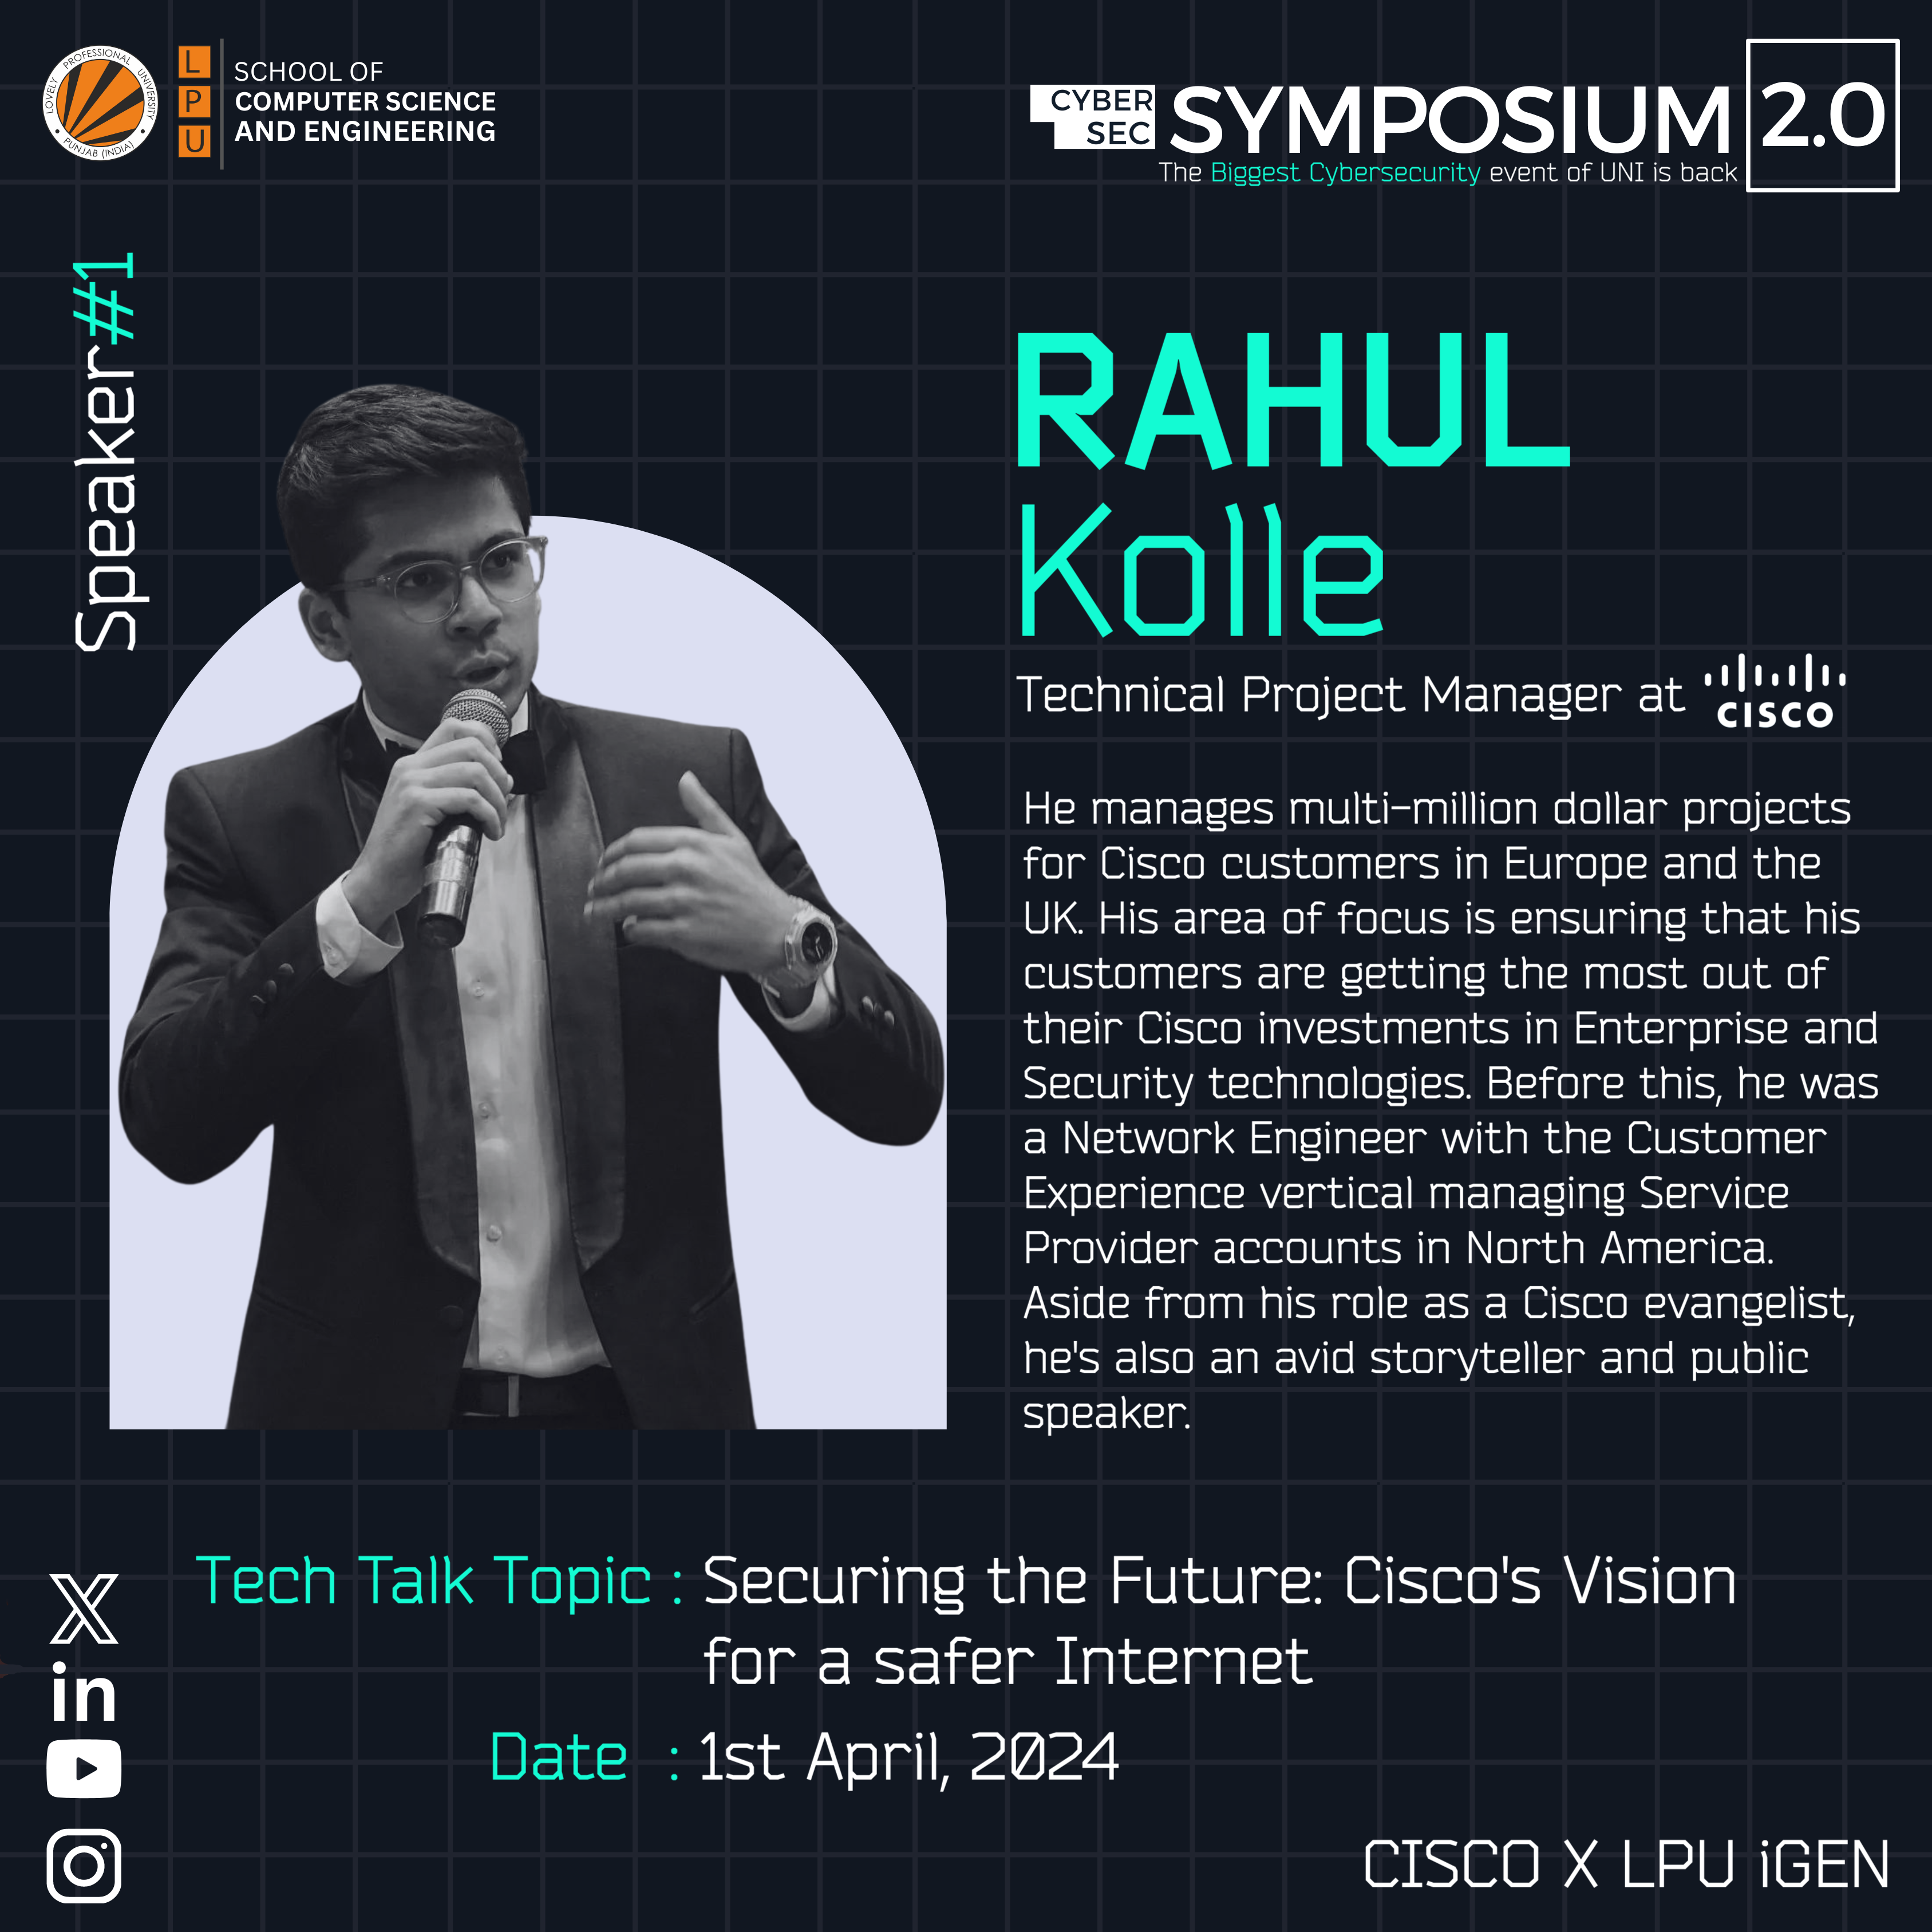 LOVELY PROFESSIONAL UNIVERSITY
PUNJAB (INDIA)
L
P
U
SCHOOL OF
COMPUTER SCIENCE
AND ENGINEERING
CYBER
SEC
SYMPOSIUM
2.0
The Biggest Cybersecurity event of UNI is back
Speaker#1
RAHUL
Kolle
Technical Project Manager at
CISCO
He manages multi-million dollar projects
for Cisco customers in Europe and the
UK. His area of focus is ensuring that his
customers are getting the most out of
their Cisco investments in Enterprise and
Security technologies. Before this, he was
a Network Engineer with the Customer
Experience vertical managing Service
Provider accounts in North America.
Aside from his role as a Cisco evangelist,
he's also an avid storyteller and public
speaker.
Tech Talk Topic : Securing the Future: Cisco's Vision
for a safer Internet
Date : 1st April, 2024
X
in
CISCO X LPU iGEN